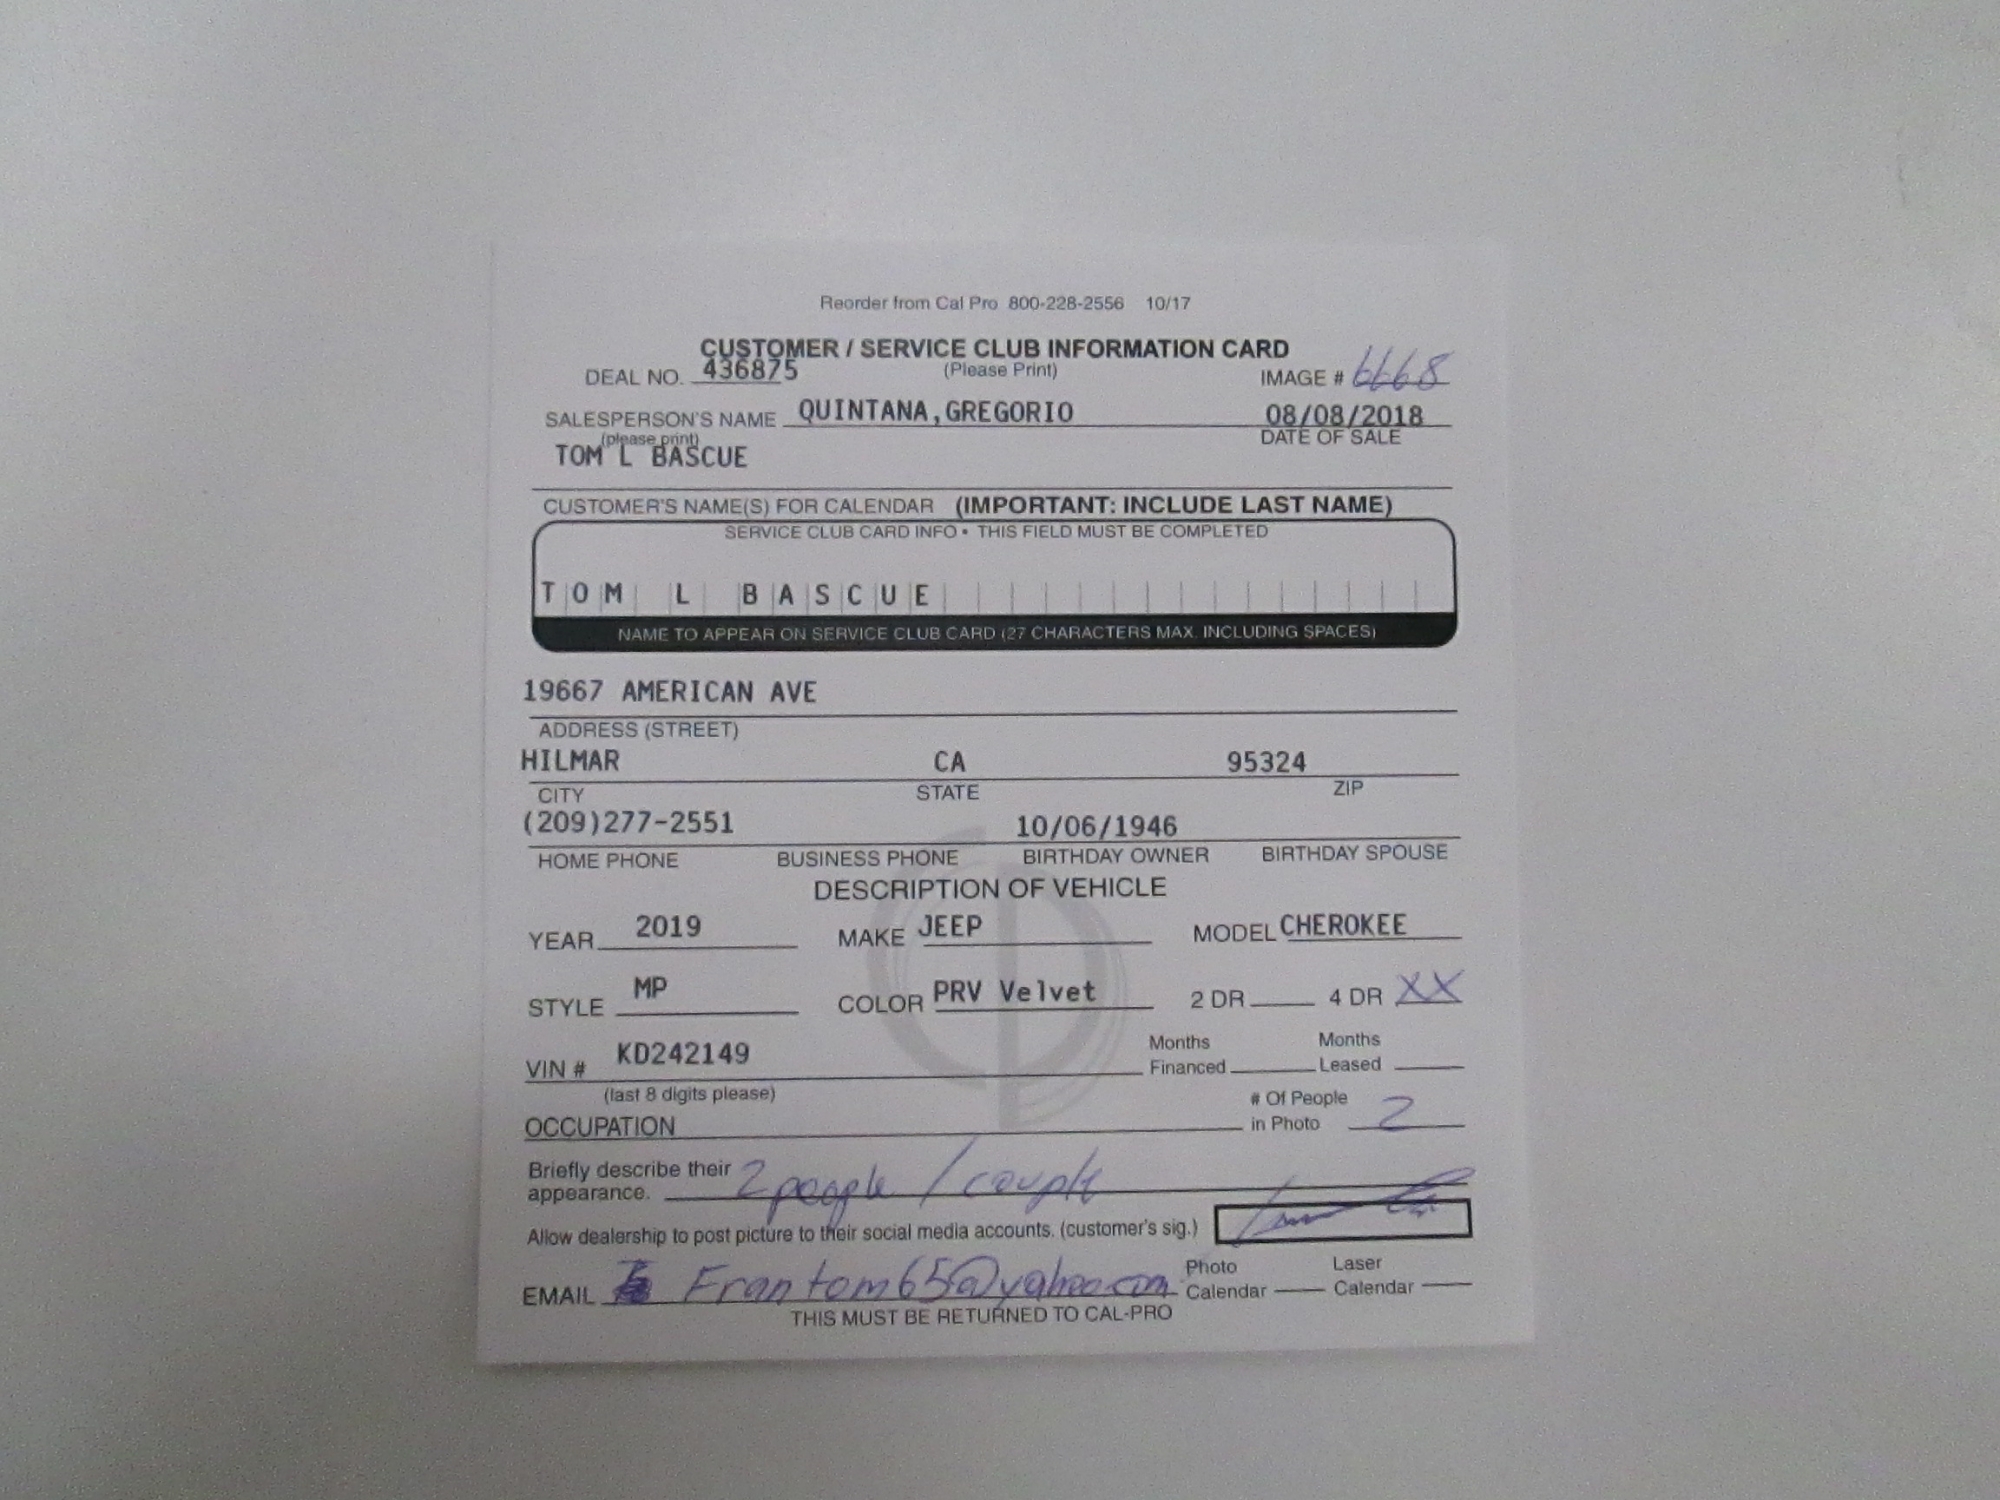 Reorder from Cal Pro 800-228-2556 10/17
CUSTOMER / SERVICE CLUB INFORMATION CARD
DEAL NO. 436875 (Please Print) IMAGE # 6668
SALESPERSON'S NAME QUINTANA,GREGORIO 08/08/2018
(please print) DATE OF SALE
TOM L BASCUE
CUSTOMER'S NAME(S) FOR CALENDAR (IMPORTANT: INCLUDE LAST NAME)
SERVICE CLUB CARD INFO • THIS FIELD MUST BE COMPLETED
TOM L BASCUE
NAME TO APPEAR ON SERVICE CLUB CARD (27 CHARACTERS MAX. INCLUDING SPACES)
19667 AMERICAN AVE
ADDRESS (STREET)
HILMAR CA 95324
CITY STATE ZIP
(209)277-2551 10/06/1946
HOME PHONE BUSINESS PHONE BIRTHDAY OWNER BIRTHDAY SPOUSE
DESCRIPTION OF VEHICLE
YEAR 2019 MAKE JEEP MODEL CHEROKEE
STYLE MP COLOR PRV Velvet 2 DR 4 DR XX
VIN # KD242149 Months Financed Months Leased
(last 8 digits please)
OCCUPATION # Of People in Photo 2
Briefly describe their appearance. 2 people / couple
Allow dealership to post picture to their social media accounts. (customer's sig.)
EMAIL Frantom65@yahoo.com Photo Calendar Laser Calendar
THIS MUST BE RETURNED TO CAL-PRO